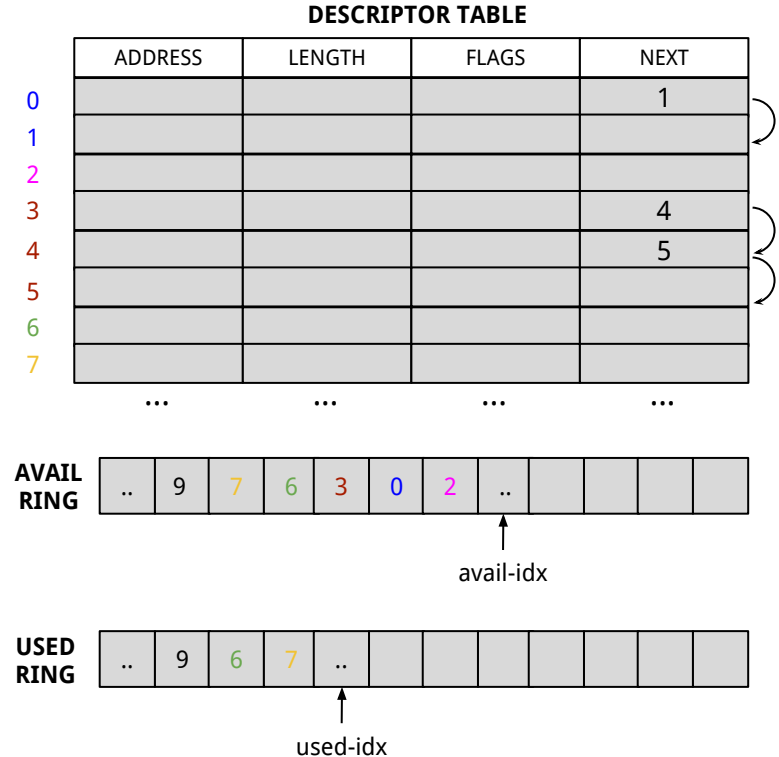 DESCRIPTOR TABLE
ADDRESS LENGTH FLAGS NEXT
0 1
1
2
3 4
4 5
5
6
7
... ... ... ...
AVAIL
RING
.. 9 7 6 3 0 2 ..
avail-idx
USED
RING
.. 9 6 7 ..
used-idx